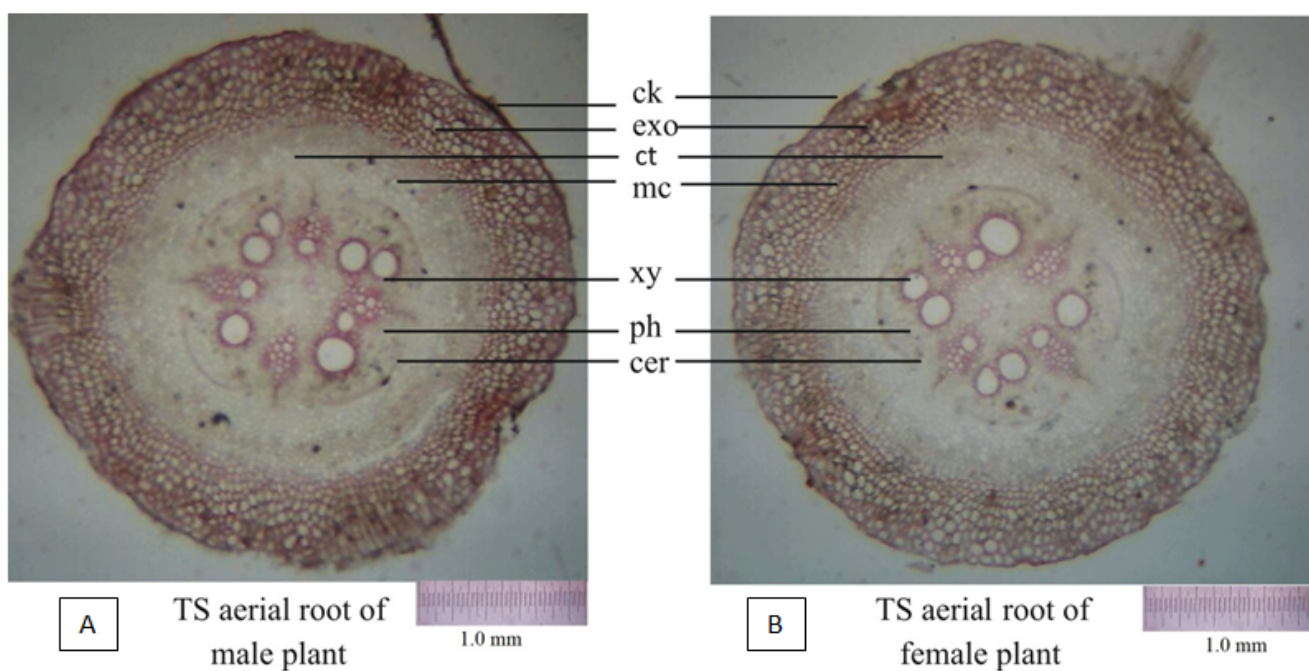 ck
exo
ct
mc
xy
ph
cer
A
TS aerial root of
male plant
1.0 mm
B
TS aerial root of
female plant
1.0 mm